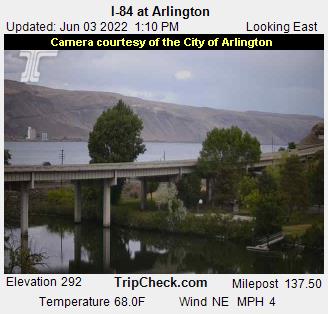 I-84 at Arlington
Updated: Jun 03 2022 1:10 PM Looking East
Camera courtesy of the City of Arlington
Elevation 292 TripCheck.com Milepost 137.50
Temperature 68.0F Wind NE MPH 4